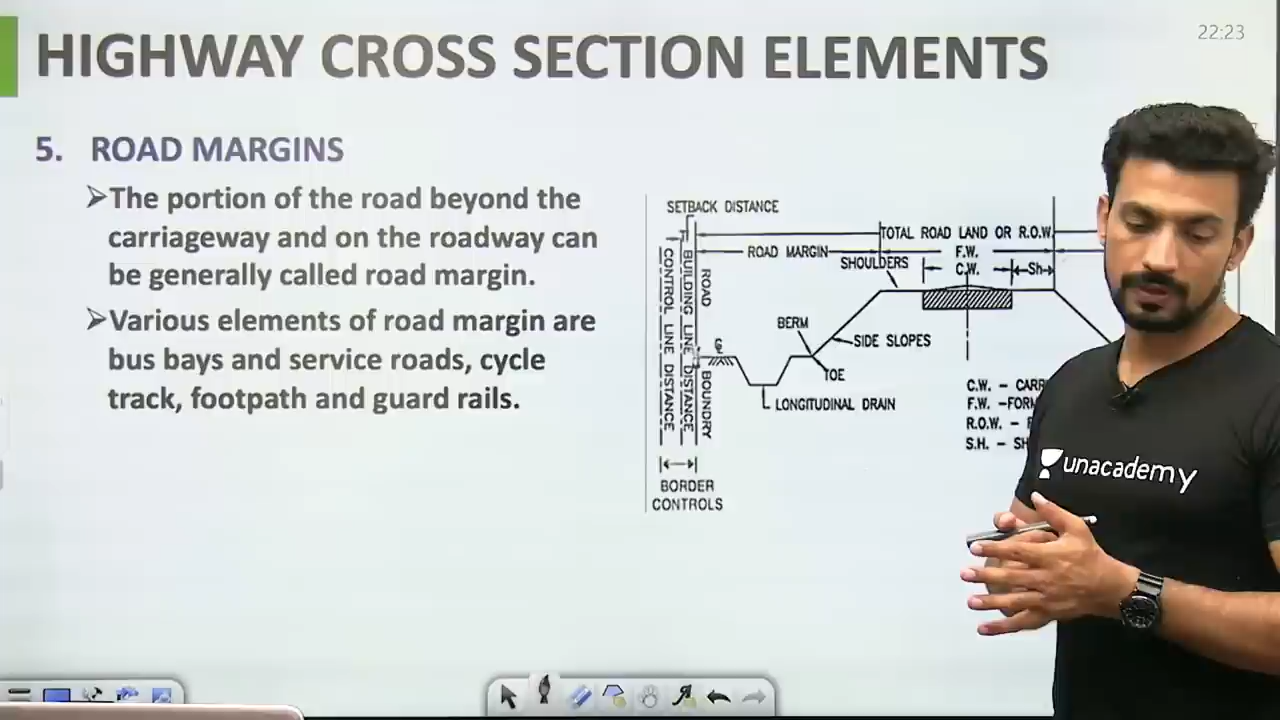 22:23
HIGHWAY CROSS SECTION ELEMENTS
5. ROAD MARGINS
➢The portion of the road beyond the
carriageway and on the roadway can
be generally called road margin.
➢Various elements of road margin are
bus bays and service roads, cycle
track, footpath and guard rails.
SETBACK DISTANCE
TOTAL ROAD LAND OR R.O.W.
ROAD MARGIN
F.W.
SHOULDERS
C.W.
Sh
CONTROL LINE DISTANCE
BUILDING LINE DISTANCE
ROAD BOUNDRY
BERM
SIDE SLOPES
TOE
LONGITUDINAL DRAIN
C.W. – CARR
F.W. –FORM
R.O.W. –
S.H. – SH
BORDER
CONTROLS
unacademy